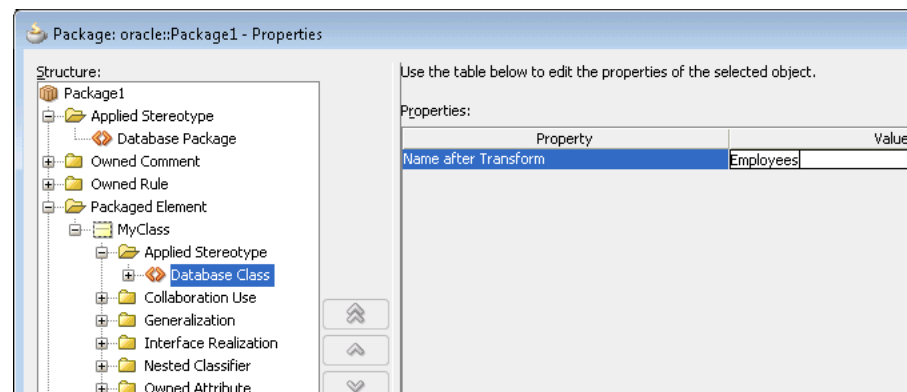 Package: oracle::Package1 - Properties
Structure:
Package1
Applied Stereotype
Database Package
Owned Comment
Owned Rule
Packaged Element
MyClass
Applied Stereotype
Database Class
Collaboration Use
Generalization
Interface Realization
Nested Classifier
Owned Attribute
Use the table below to edit the properties of the selected object.
Properties:
Property Value
Name after Transform Employees